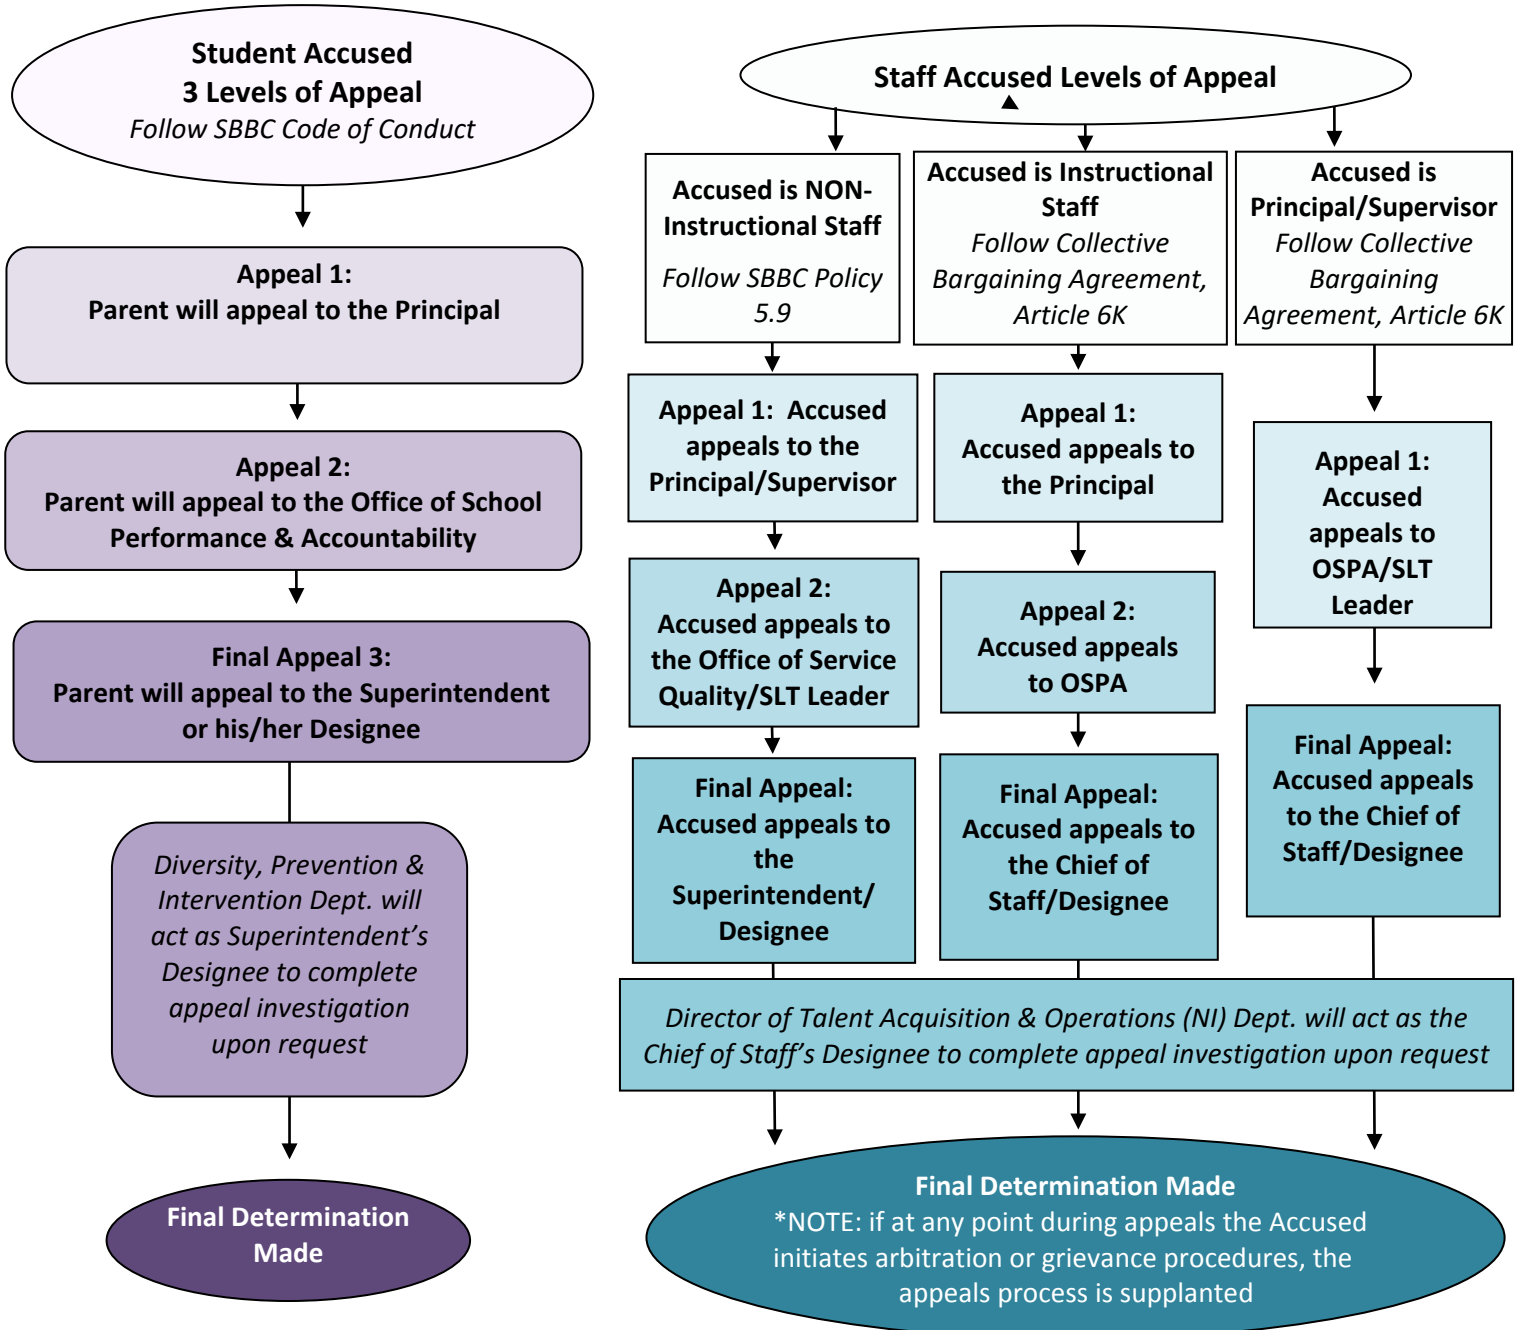 Student Accused
3 Levels of Appeal
Follow SBBC Code of Conduct
Appeal 1:
Parent will appeal to the Principal
Appeal 2:
Parent will appeal to the Office of School
Performance & Accountability
Final Appeal 3:
Parent will appeal to the Superintendent
or his/her Designee
Diversity, Prevention &
Intervention Dept. will
act as Superintendent’s
Designee to complete
appeal investigation
upon request
Final Determination
Made
Staff Accused Levels of Appeal
Accused is NON-
Instructional Staff
Follow SBBC Policy
5.9
Appeal 1:  Accused
appeals to the
Principal/Supervisor
Appeal 2:
Accused appeals to
the Office of Service
Quality/SLT Leader
Final Appeal:
Accused appeals to
the
Superintendent/
Designee
Accused is Instructional
Staff
Follow Collective
Bargaining Agreement,
Article 6K
Appeal 1:
Accused appeals to
the Principal
Appeal 2:
Accused appeals
to OSPA
Final Appeal:
Accused appeals to
the Chief of
Staff/Designee
Accused is
Principal/Supervisor
Follow Collective
Bargaining
Agreement, Article 6K
Appeal 1:
Accused
appeals to
OSPA/SLT
Leader
Final Appeal:
Accused appeals
to the Chief of
Staff/Designee
Director of Talent Acquisition & Operations (NI) Dept. will act as the
Chief of Staff’s Designee to complete appeal investigation upon request
Final Determination Made
*NOTE: if at any point during appeals the Accused
initiates arbitration or grievance procedures, the
appeals process is supplanted